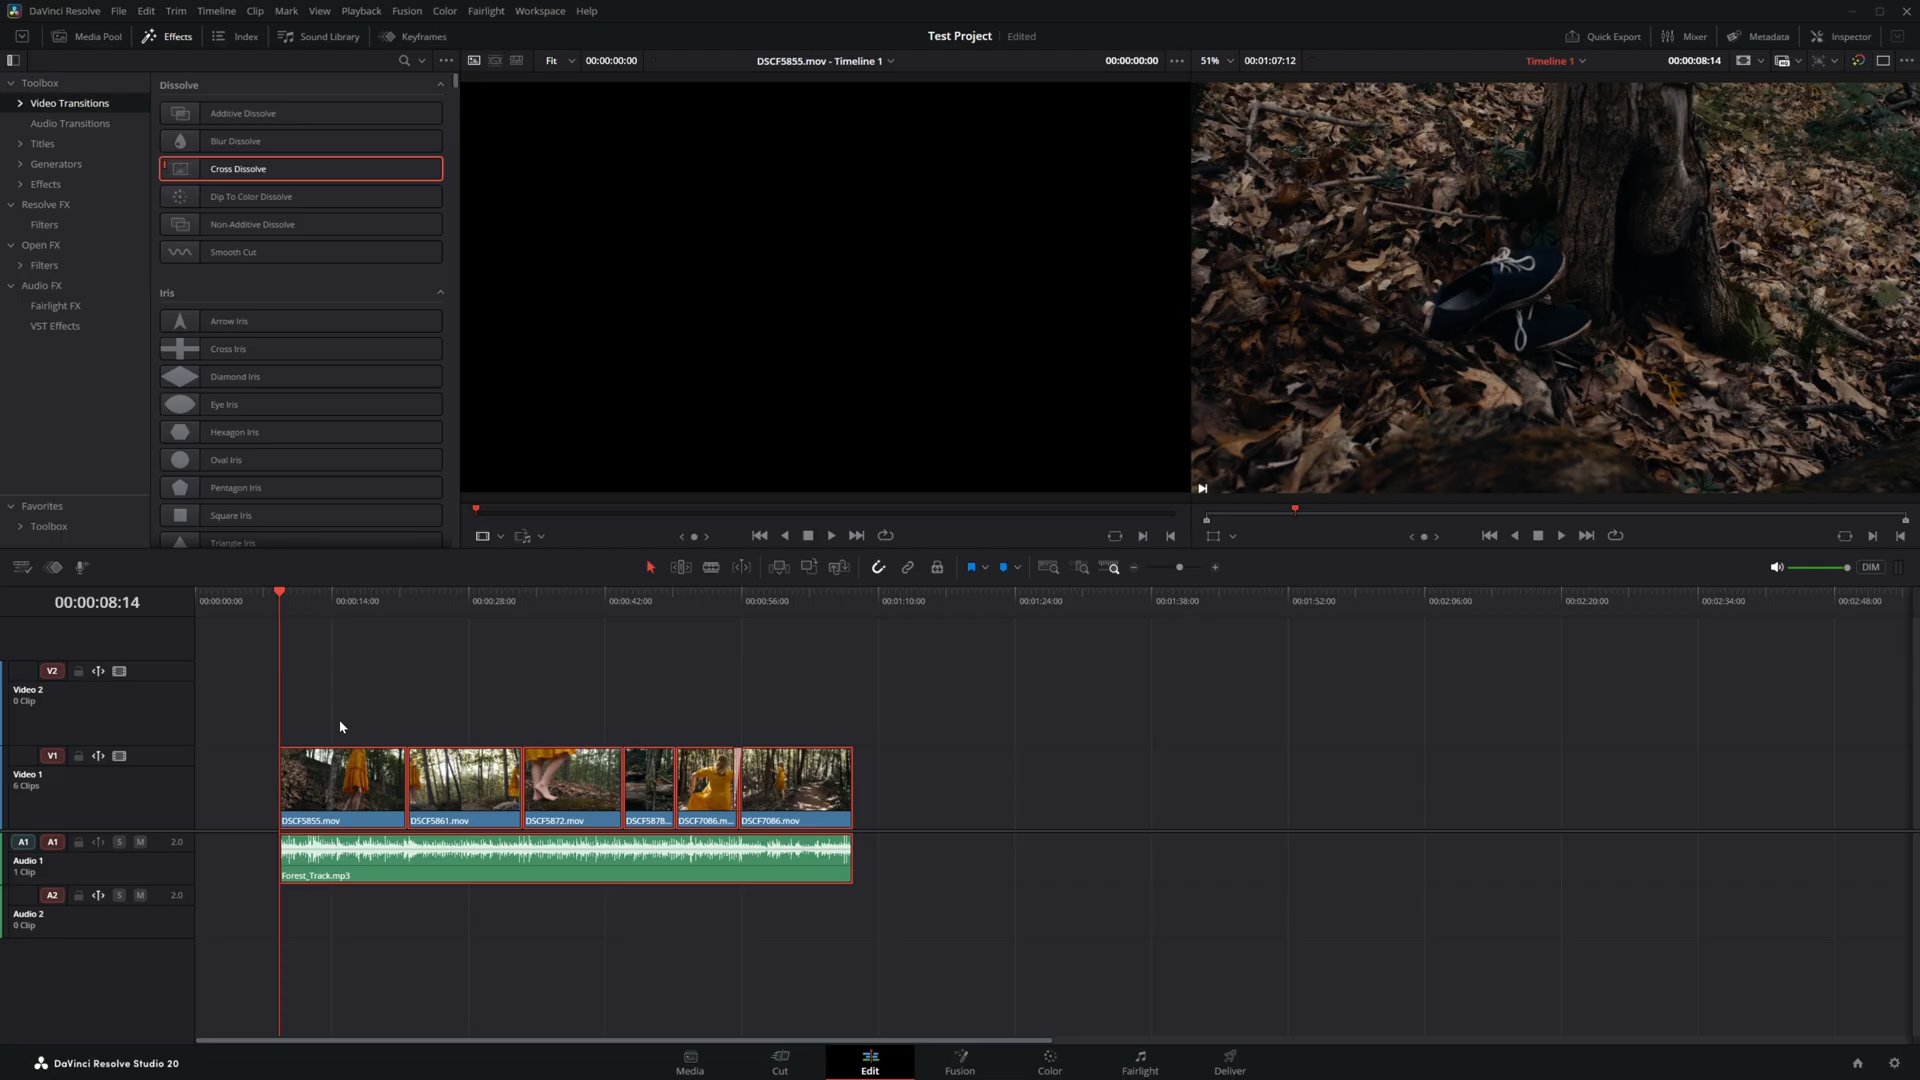 DaVinci Resolve File Edit Trim Timeline Clip Mark View Playback Fusion Color Fairlight Workspace Help
Media Pool Effects Index Sound Library Keyframes Test Project Edited Quick Export Mixer Metadata Inspector
Fit 00:00:00:00 DSCF5855.mov - Timeline 1 00:00:00:00 51% 00:01:07:12 Timeline 1 00:00:08:14
Toolbox
Video Transitions
Audio Transitions
Titles
Generators
Effects
Resolve FX
Filters
Open FX
Filters
Audio FX
Fairlight FX
VST Effects
Favorites
Toolbox
Dissolve
Additive Dissolve
Blur Dissolve
Cross Dissolve
Dip To Color Dissolve
Non-Additive Dissolve
Smooth Cut
Iris
Arrow Iris
Cross Iris
Diamond Iris
Eye Iris
Hexagon Iris
Oval Iris
Pentagon Iris
Square Iris
Triangle Iris
DIM
00:00:08:14
00:00:00:00 00:00:14:00 00:00:28:00 00:00:42:00 00:00:56:00 00:01:10:00 00:01:24:00 00:01:38:00 00:01:52:00 00:02:06:00 00:02:20:00 00:02:34:00 00:02:48:00
V2
Video 2
0 Clip
V1
Video 1
6 Clips
DSCF5855.mov DSCF5861.mov DSCF5872.mov DSCF5878... DSCF7086.m... DSCF7086.mov
A1 A1 S M 2.0
Audio 1
1 Clip
Forest_Track.mp3
A2 S M 2.0
Audio 2
0 Clip
DaVinci Resolve Studio 20
Media Cut Edit Fusion Color Fairlight Deliver